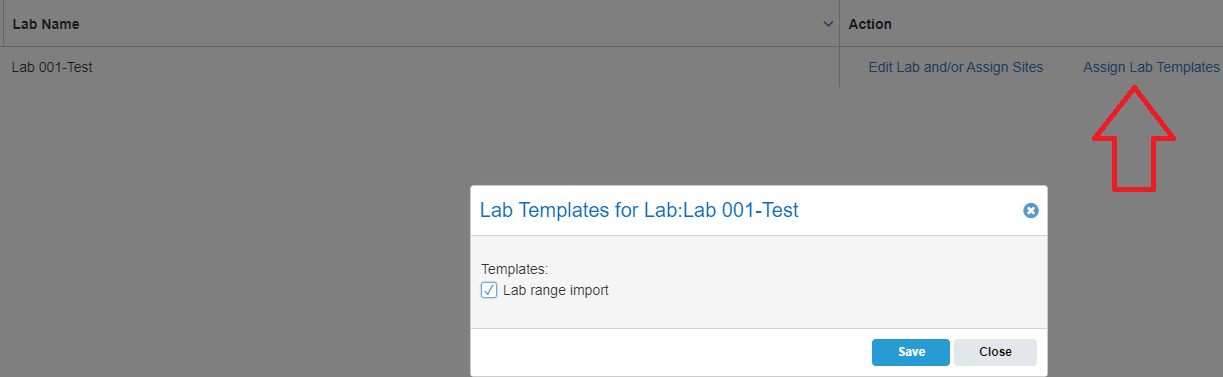 Lab Name Action
Lab 001-Test Edit Lab and/or Assign Sites Assign Lab Templates
Lab Templates for Lab:Lab 001-Test
Templates:
Lab range import
Save Close